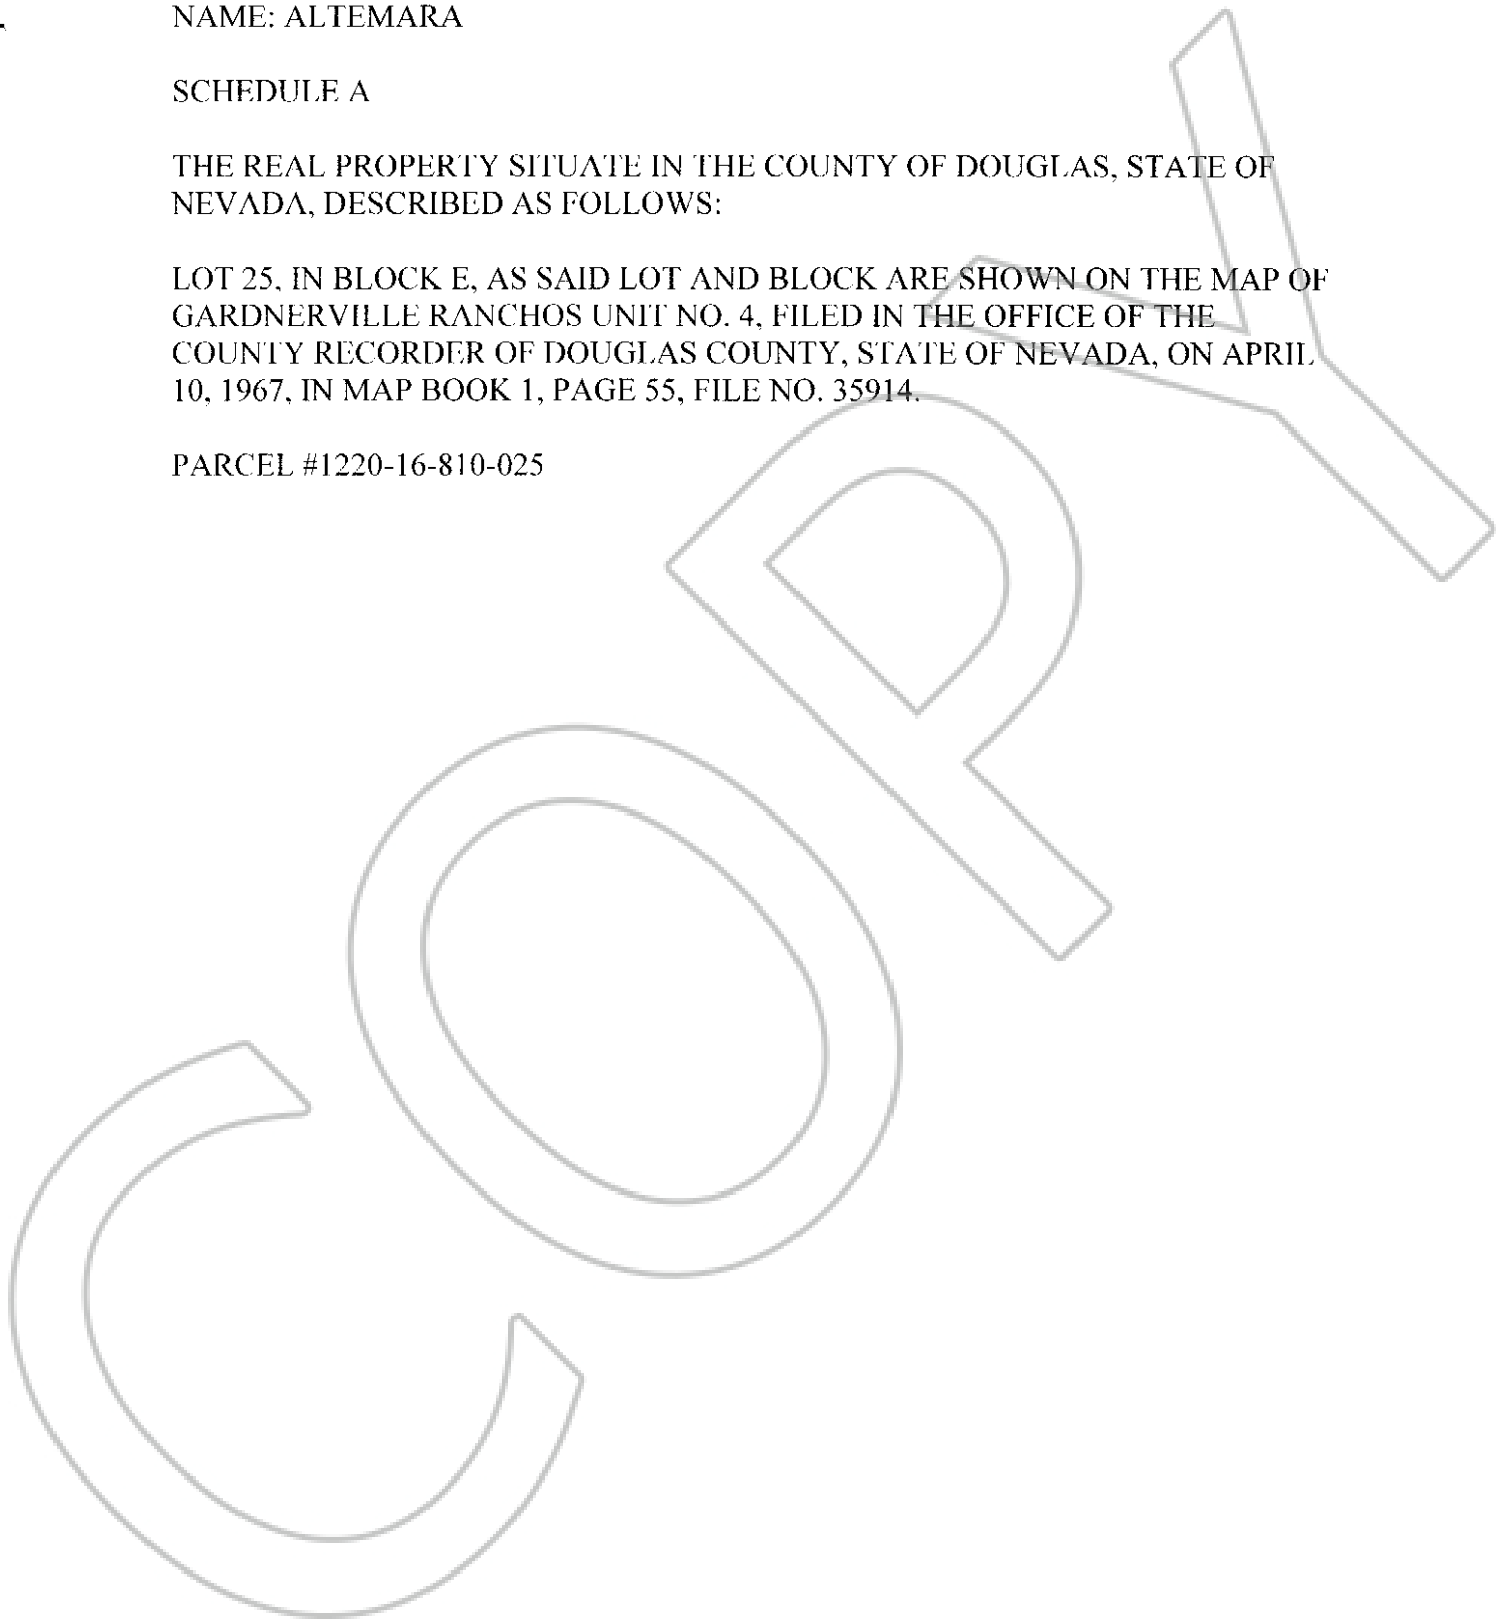 NAME: ALTEMARA
SCHEDULE A
THE REAL PROPERTY SITUATE IN THE COUNTY OF DOUGLAS, STATE OF
NEVADA, DESCRIBED AS FOLLOWS:
LOT 25, IN BLOCK E, AS SAID LOT AND BLOCK ARE SHOWN ON THE MAP OF
GARDNERVILLE RANCHOS UNIT NO. 4, FILED IN THE OFFICE OF THE
COUNTY RECORDER OF DOUGLAS COUNTY, STATE OF NEVADA, ON APRIL
10, 1967, IN MAP BOOK 1, PAGE 55, FILE NO. 35914.
PARCEL #1220-16-810-025
COPY